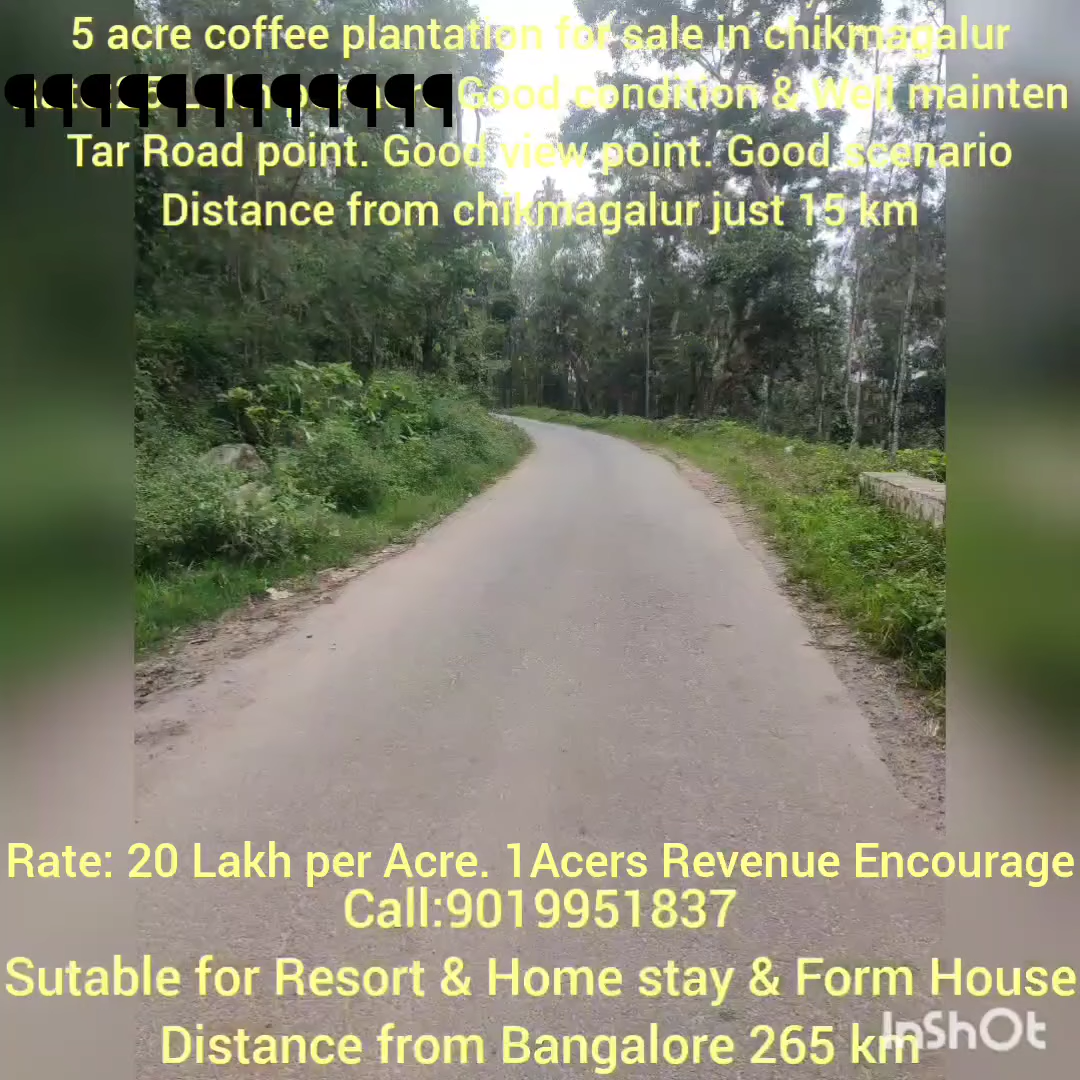 5 acre coffee plantation for sale in chikmagalur
Good condition & Well mainten
Tar Road point. Good view point. Good scenario
Distance from chikmagalur just 15 km
Rate: 20 Lakh per Acre. 1Acers Revenue Encourage
Call:9019951837
Sutable for Resort & Home stay & Form House
Distance from Bangalore 265 km
InShOt